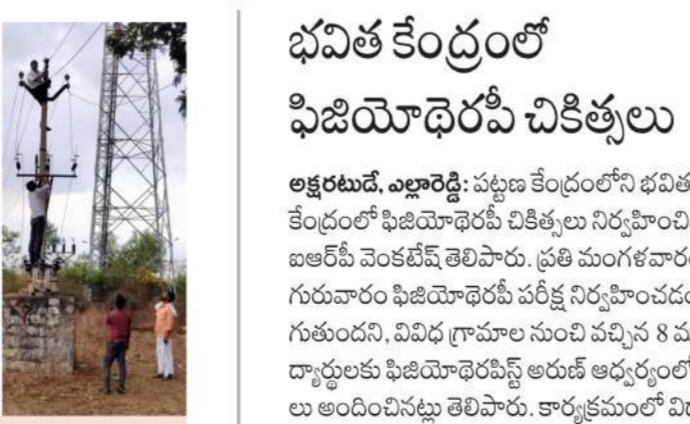 భవిత కేంద్రంలో
ఫిజియోథెరపీ చికిత్సలు
అక్షరటుడే, ఎల్లారెడ్డి: పట్టణ కేంద్రంలోని భవిత
కేంద్రంలో ఫిజియోథెరపీ చికిత్సలు నిర్వహించి
ఐఆర్‌పీ వెంకటేష్ తెలిపారు. ప్రతి మంగళవారం
గురువారం ఫిజియోథెరపీ పరీక్ష నిర్వహించడం
గుతుందని, వివిధ గ్రామాల నుంచి వచ్చిన 8 మ
ద్యార్థులకు ఫిజియోథెరపిస్ట్ అరుణ్ ఆధ్వర్యంలో
లు అందించినట్లు తెలిపారు. కార్యక్రమంలో విద